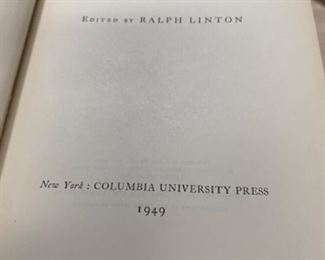 EDITED BY RALPH LINTON
New York : COLUMBIA UNIVERSITY PRESS
1949